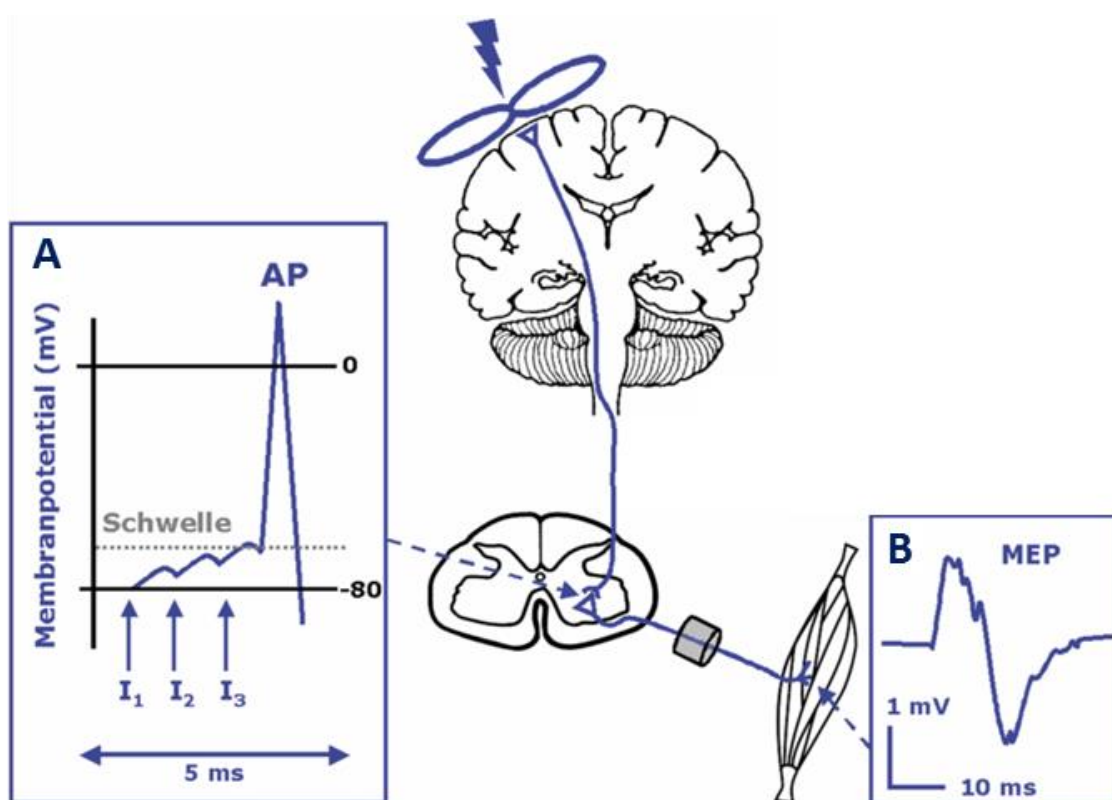 A
AP
Membranpotential (mV)
0
Schwelle
-80
I₁ I₂ I₃
5 ms
B
MEP
1 mV
10 ms